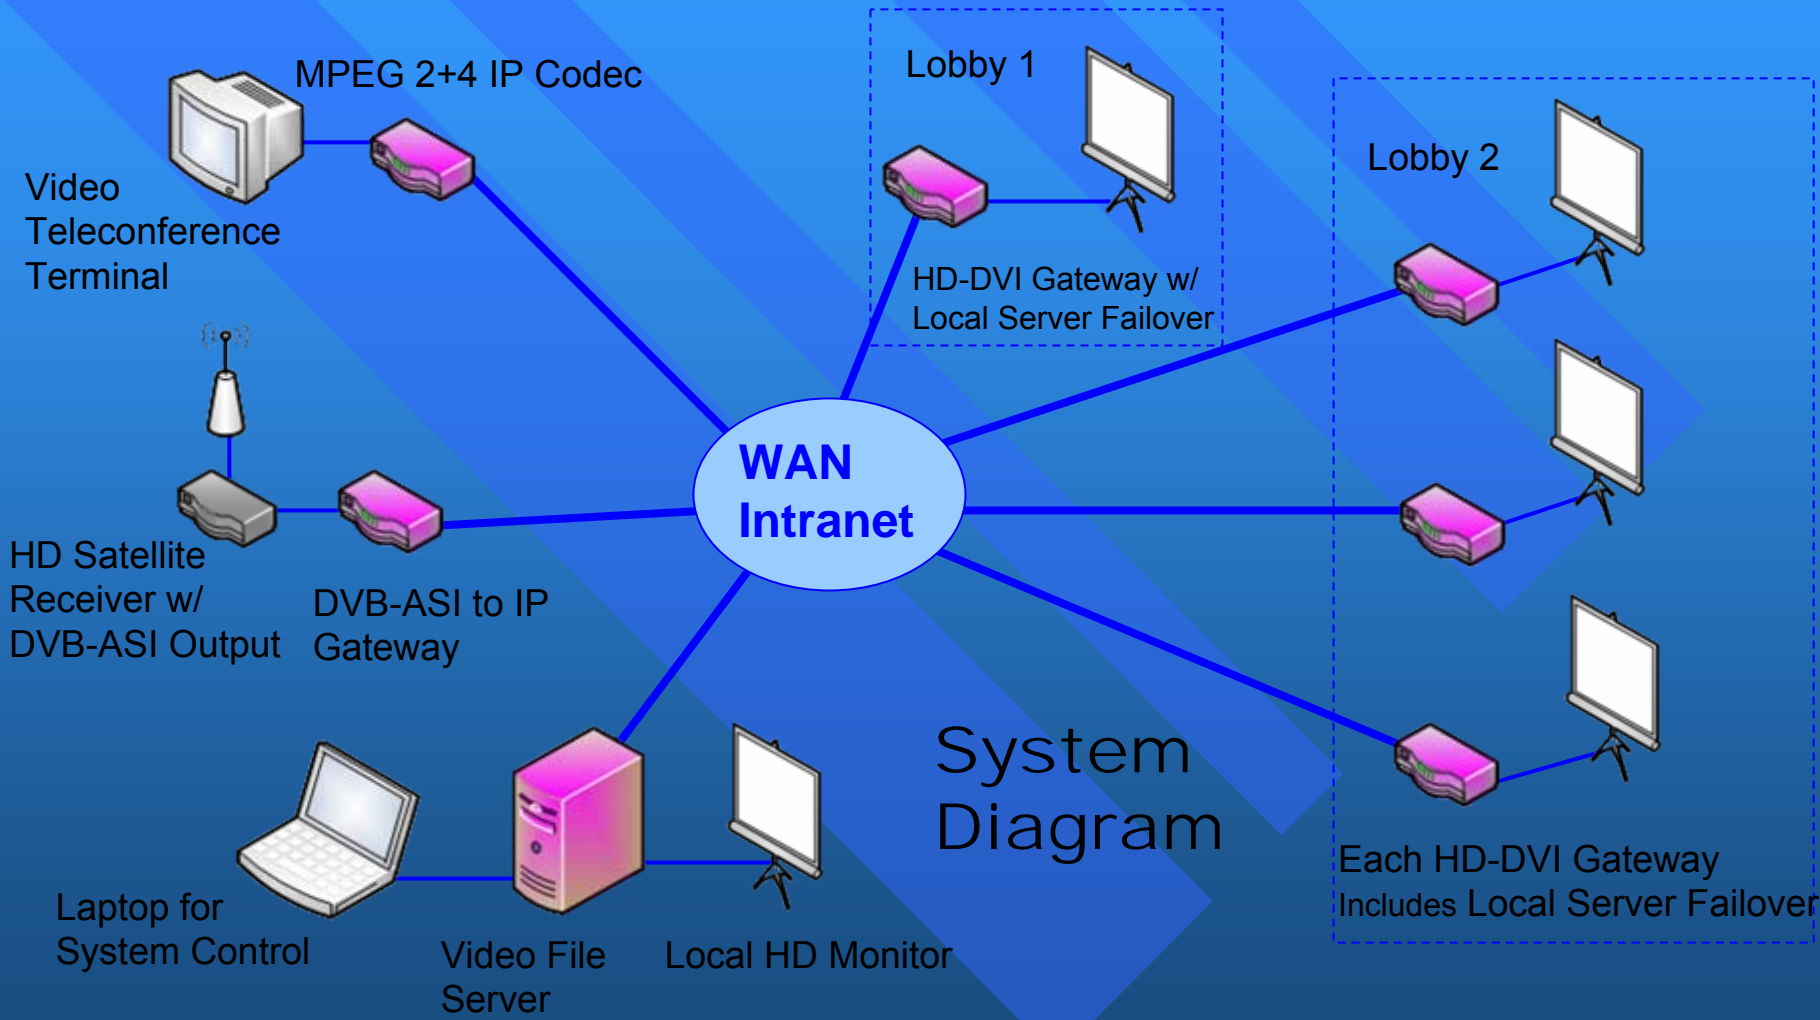 MPEG 2+4 IP Codec
Video
Teleconference
Terminal
Lobby 1
HD-DVI Gateway w/
Local Server Failover
Lobby 2
WAN
Intranet
HD Satellite
Receiver w/
DVB-ASI Output
DVB-ASI to IP
Gateway
System
Diagram
Each HD-DVI Gateway
Includes Local Server Failover
Laptop for
System Control
Video File
Server
Local HD Monitor